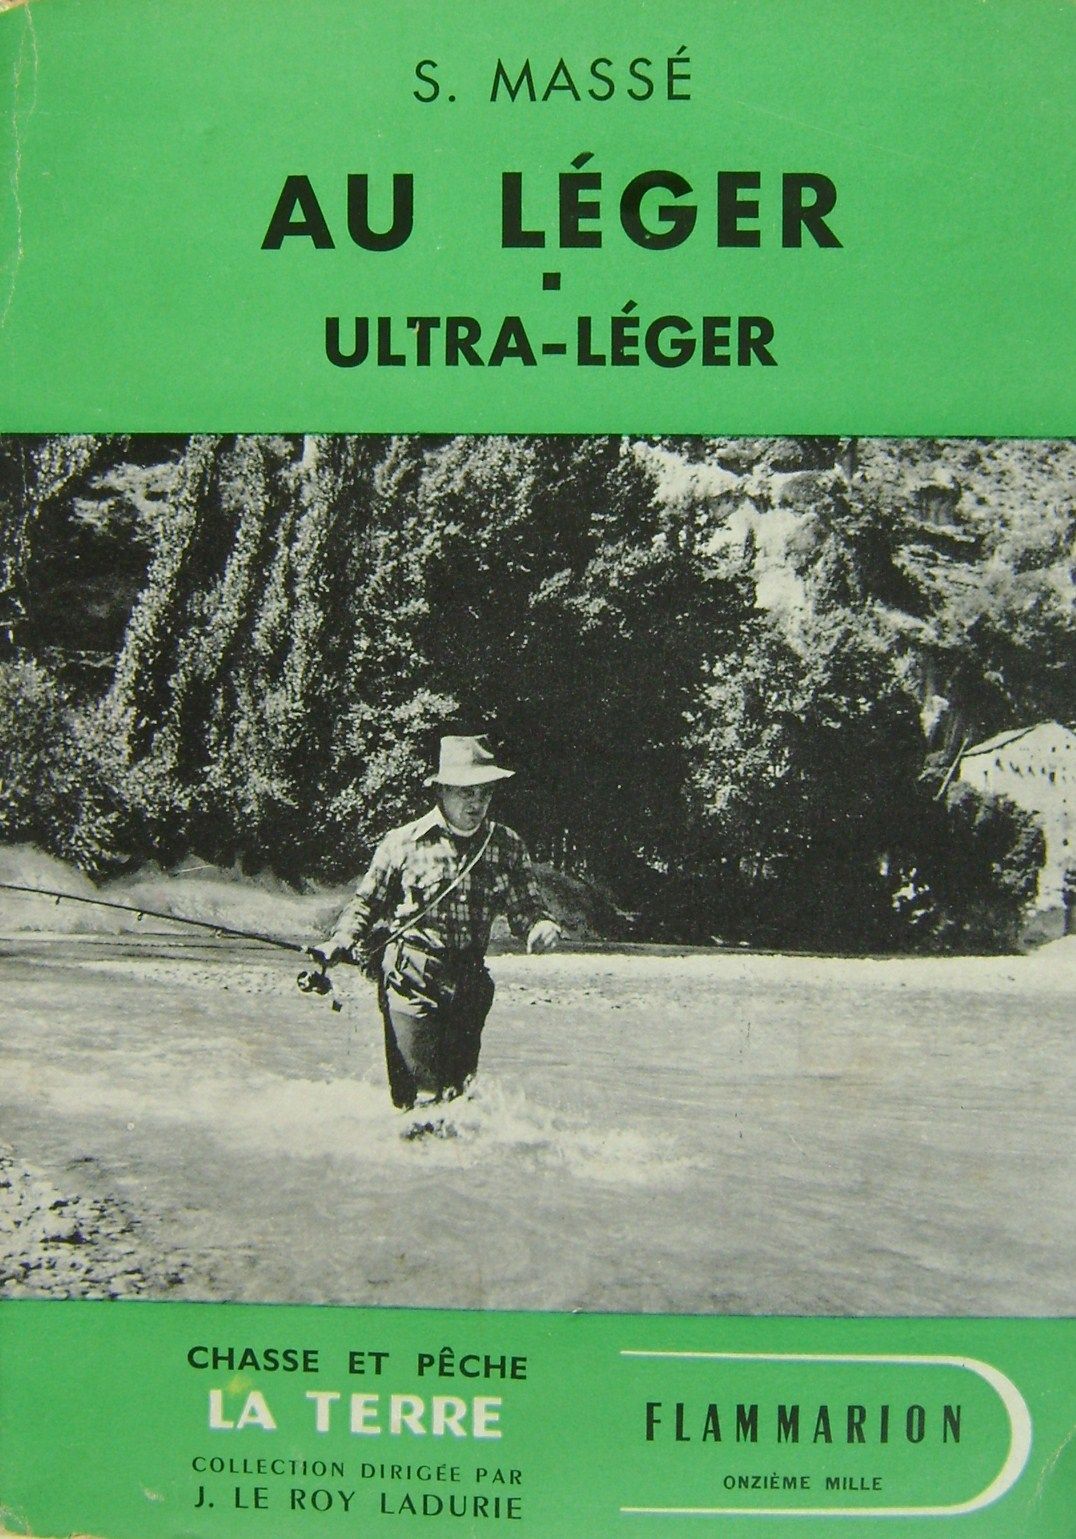 S. MASSÉ
AU LÉGER
▪
ULTRA-LÉGER
CHASSE ET PÊCHE
LA TERRE
COLLECTION DIRIGÉE PAR
J. LE ROY LADURIE
FLAMMARION
ONZIÈME MILLE